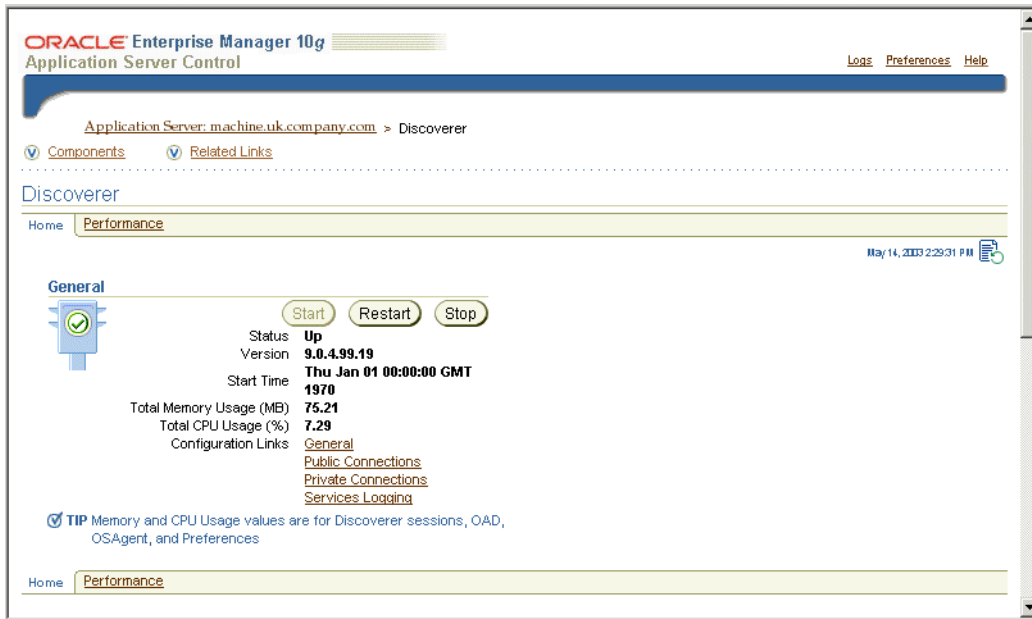 ORACLE Enterprise Manager 10g
Application Server Control
Logs Preferences Help
Application Server: machine.uk.company.com > Discoverer
Components Related Links
Discoverer
Home Performance
May 14, 2003 2:29:31 PM
General
Start Restart Stop
Status Up
Version 9.0.4.99.19
Start Time Thu Jan 01 00:00:00 GMT
1970
Total Memory Usage (MB) 75.21
Total CPU Usage (%) 7.29
Configuration Links General
Public Connections
Private Connections
Services Logging
TIP Memory and CPU Usage values are for Discoverer sessions, OAD,
OSAgent, and Preferences
Home Performance